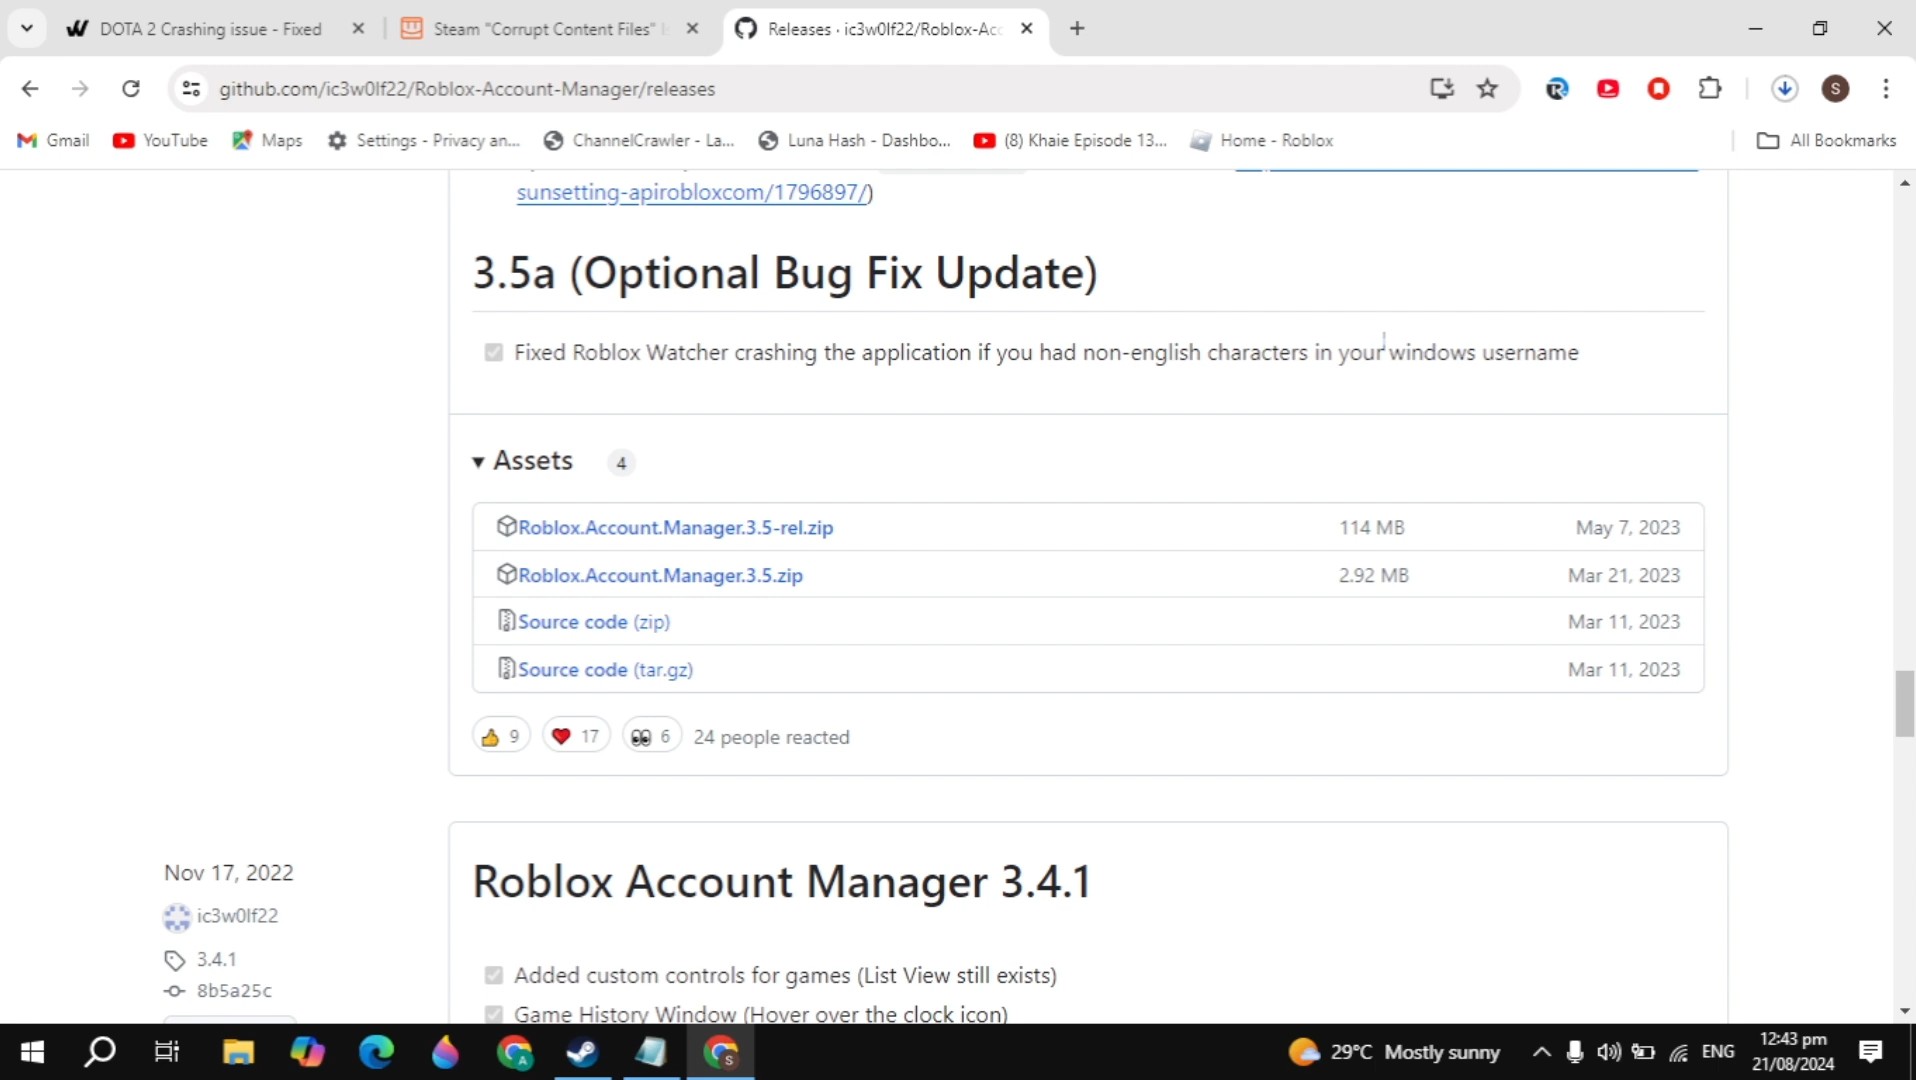 DOTA 2 Crashing issue - Fixed
Steam "Corrupt Content Files"
Releases · ic3w0lf22/Roblox-Acc
github.com/ic3w0lf22/Roblox-Account-Manager/releases
S
Gmail
YouTube
Maps
Settings - Privacy an...
ChannelCrawler - La...
Luna Hash - Dashbo...
(8) Khaie Episode 13...
Home - Roblox
All Bookmarks
sunsetting-apirobloxcom/1796897/)
3.5a (Optional Bug Fix Update)
Fixed Roblox Watcher crashing the application if you had non-english characters in your windows username
Assets 4
Roblox.Account.Manager.3.5-rel.zip 114 MB May 7, 2023
Roblox.Account.Manager.3.5.zip 2.92 MB Mar 21, 2023
Source code (zip) Mar 11, 2023
Source code (tar.gz) Mar 11, 2023
9 17 6 24 people reacted
Nov 17, 2022
ic3w0lf22
3.4.1
8b5a25c
Roblox Account Manager 3.4.1
Added custom controls for games (List View still exists)
Game History Window (Hover over the clock icon)
29°C Mostly sunny
ENG
12:43 pm
21/08/2024